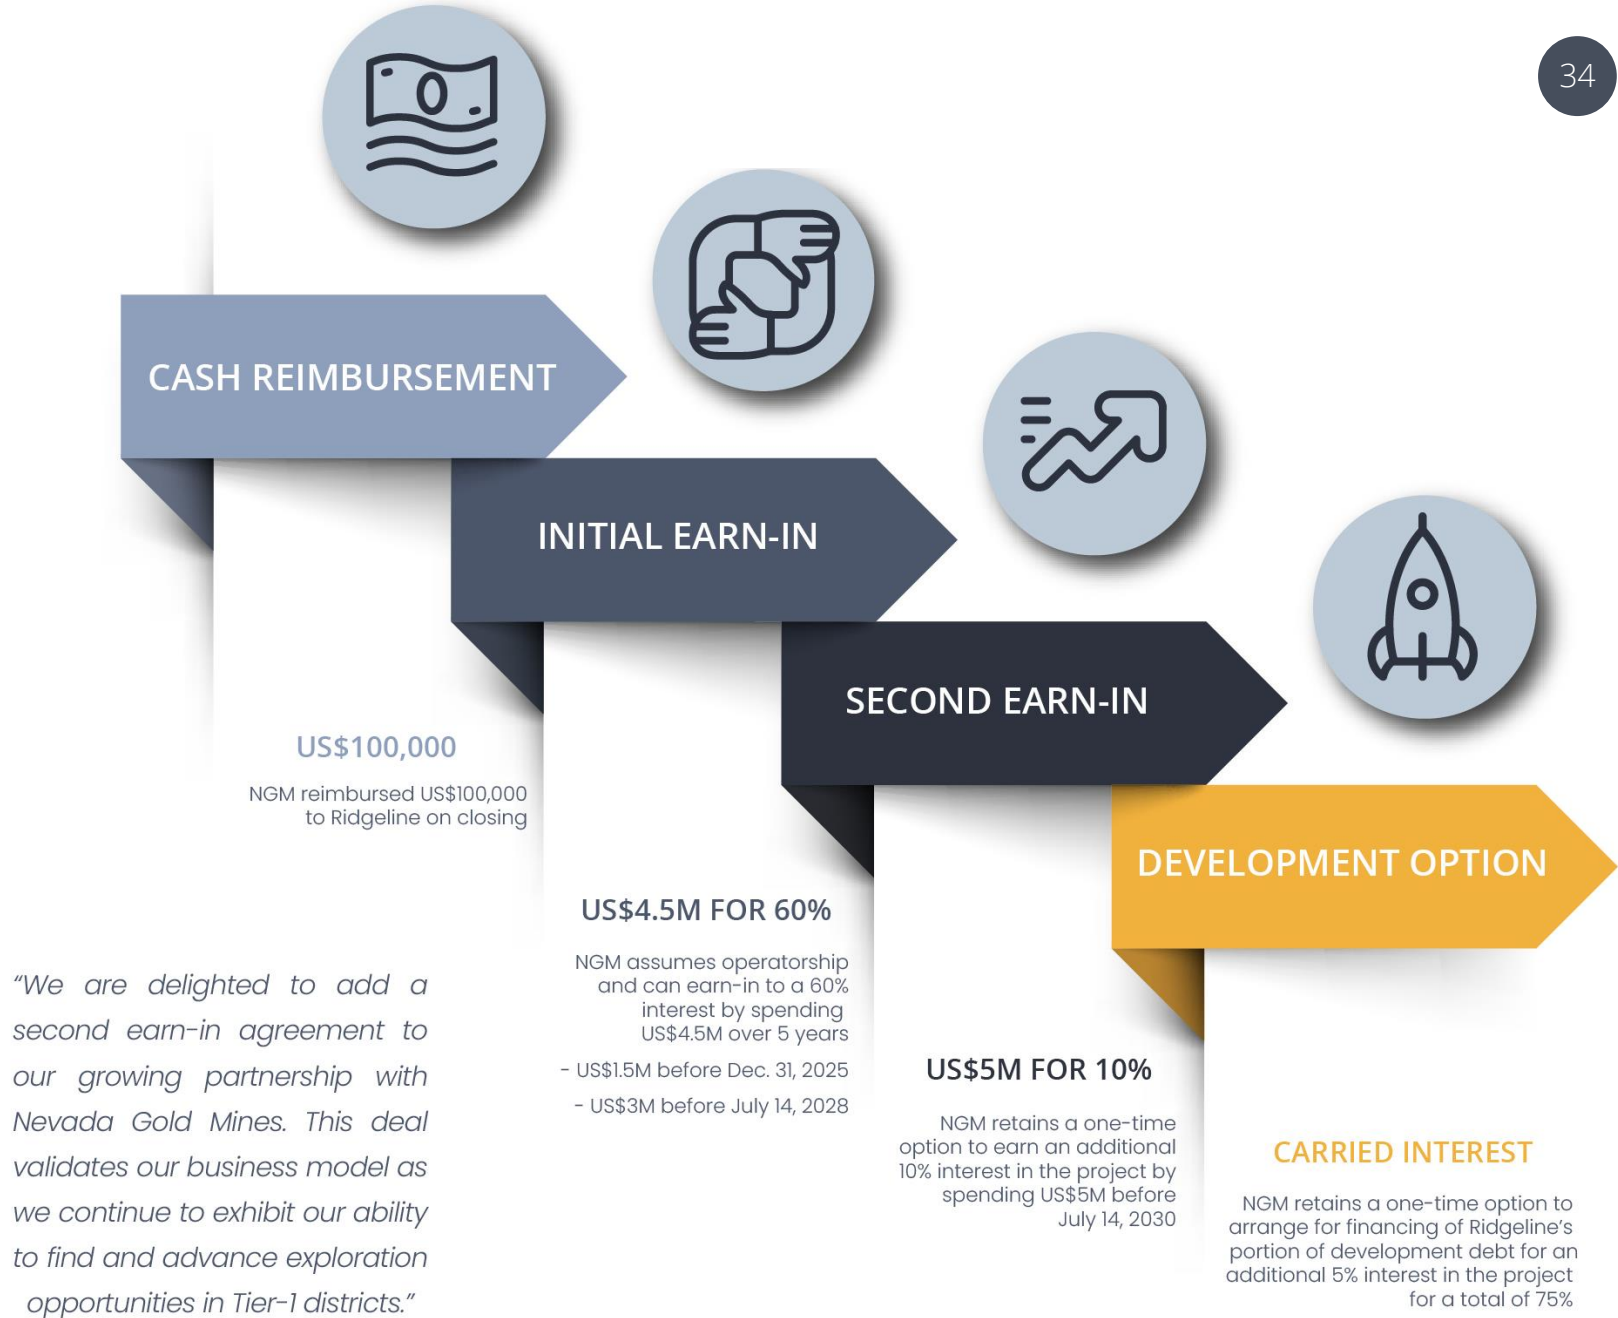 34
CASH REIMBURSEMENT
INITIAL EARN-IN
SECOND EARN-IN
DEVELOPMENT OPTION
US$100,000
NGM reimbursed US$100,000
to Ridgeline on closing
US$4.5M FOR 60%
NGM assumes operatorship
and can earn-in to a 60%
interest by spending
US$4.5M over 5 years
- US$1.5M before Dec. 31, 2025
- US$3M before July 14, 2028
US$5M FOR 10%
NGM retains a one-time
option to earn an additional
10% interest in the project by
spending US$5M before
July 14, 2030
CARRIED INTEREST
NGM retains a one-time option to
arrange for financing of Ridgeline’s
portion of development debt for an
additional 5% interest in the project
for a total of 75%
“We are delighted to add a
second earn-in agreement to
our growing partnership with
Nevada Gold Mines. This deal
validates our business model as
we continue to exhibit our ability
to find and advance exploration
opportunities in Tier-1 districts.”